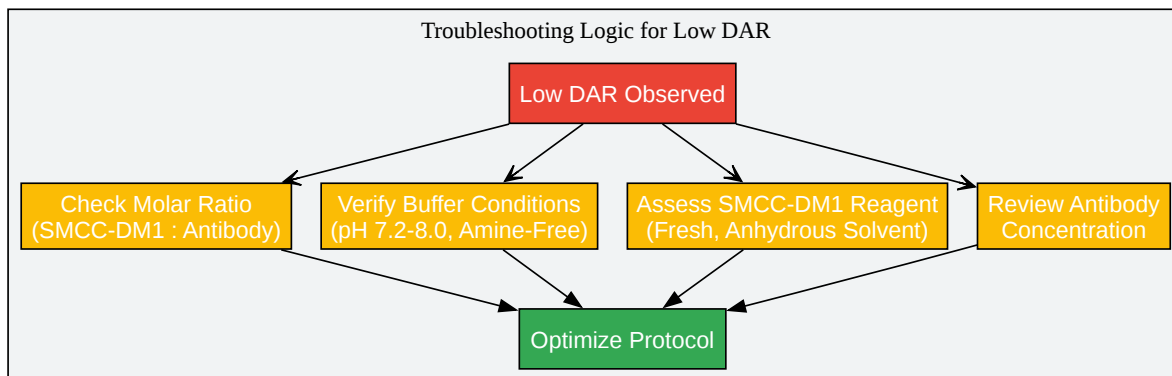 Troubleshooting Logic for Low DAR
Low DAR Observed
Check Molar Ratio
(SMCC-DM1 : Antibody)
Verify Buffer Conditions
(pH 7.2-8.0, Amine-Free)
Assess SMCC-DM1 Reagent
(Fresh, Anhydrous Solvent)
Review Antibody
Concentration
Optimize Protocol